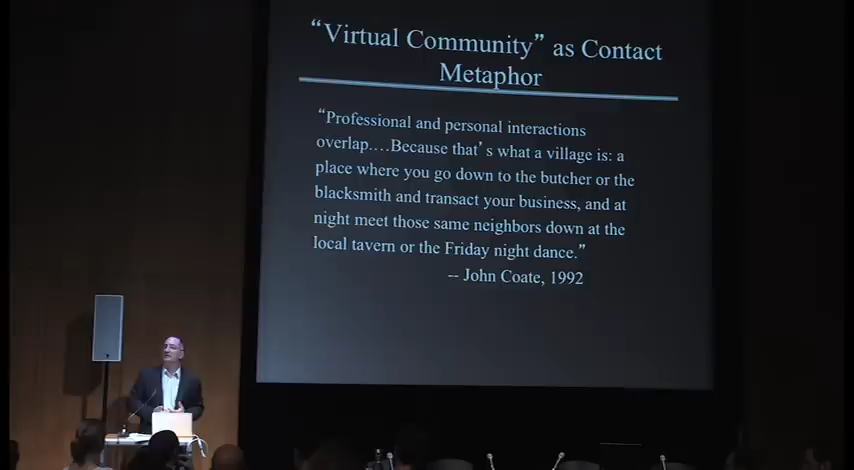 “Virtual Community” as Contact
Metaphor
“Professional and personal interactions
overlap....Because that’s what a village is: a
place where you go down to the butcher or the
blacksmith and transact your business, and at
night meet those same neighbors down at the
local tavern or the Friday night dance.”
-- John Coate, 1992